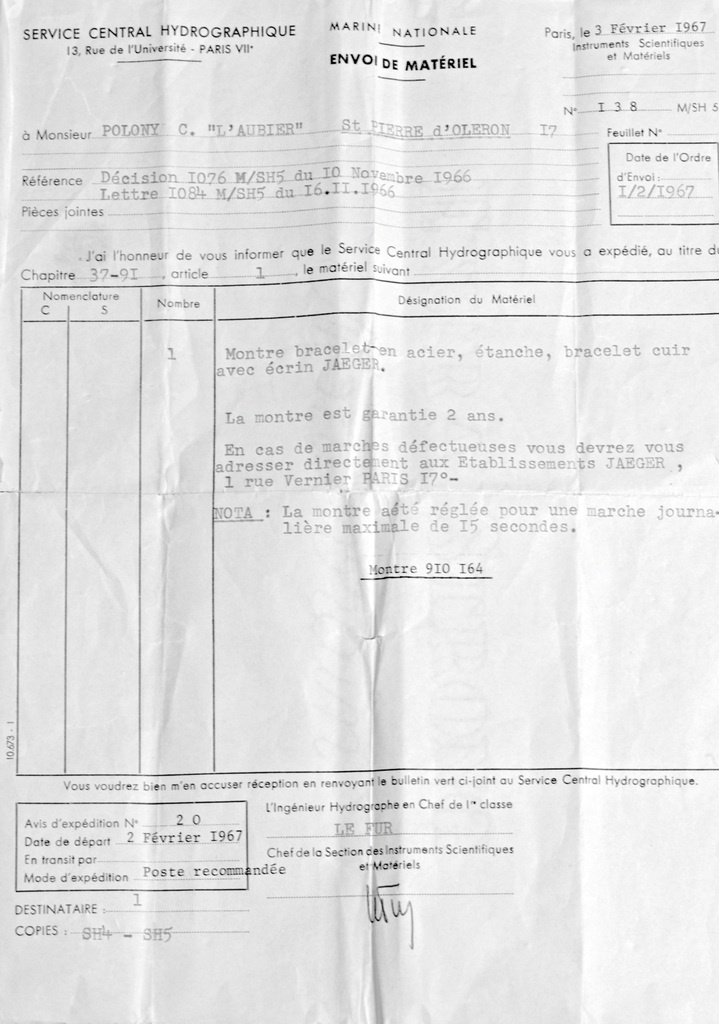 SERVICE CENTRAL HYDROGRAPHIQUE
13, Rue de l'Université - PARIS VIIe
MARINE NATIONALE
ENVOI DE MATÉRIEL
Paris, le 3 Février I967
Instruments Scientifiques
et Matériels
N° I 3 8 M/SH 5
à Monsieur POLONY C. "L'AUBIER" St PIERRE d'OLERON I7
Feuillet N°
Référence Décision I076 M/SH5 du I0 Novembre I966
Lettre I084 M/SH5 du I6.II.I966
Pièces jointes
Date de l'Ordre
d'Envoi :
I/2/I967
J'ai l'honneur de vous informer que le Service Central Hydrographique vous a expédié, au titre du
Chapitre 37-9I , article 1 , le matériel suivant
Nomenclature
C S
Nombre
Désignation du Matériel
1 Montre bracelet en acier, étanche, bracelet cuir
avec écrin JAEGER.
La montre est garantie 2 ans.
En cas de marches défectueuses vous devrez vous
adresser directement aux Etablissements JAEGER ,
1 rue Vernier PARIS I7°-
NOTA : La montre aété réglée pour une marche journa-
lière maximale de I5 secondes.
Montre 9I0 I64
10.673 - 1
Vous voudrez bien m'en accuser réception en renvoyant le bulletin vert ci-joint au Service Central Hydrographique.
Avis d'expédition N° 2 0
Date de départ 2 Février I967
En transit par
Mode d'expédition Poste recommandée
L'Ingénieur Hydrographe en Chef de 1re classe
LE FUR
Chef de la Section des Instruments Scientifiques
et Matériels
DESTINATAIRE : 1
COPIES : SH4 - SH5